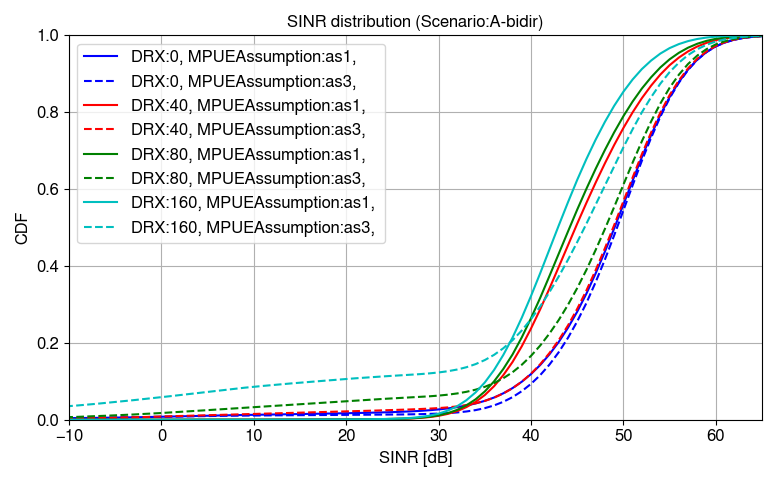 SINR distribution (Scenario:A-bidir)
1.0
0.8
0.6
0.4
0.2
0.0
CDF
DRX:0, MPUEAssumption:as1,
DRX:0, MPUEAssumption:as3,
DRX:40, MPUEAssumption:as1,
DRX:40, MPUEAssumption:as3,
DRX:80, MPUEAssumption:as1,
DRX:80, MPUEAssumption:as3,
DRX:160, MPUEAssumption:as1,
DRX:160, MPUEAssumption:as3,
−10 0 10 20 30 40 50 60
SINR [dB]